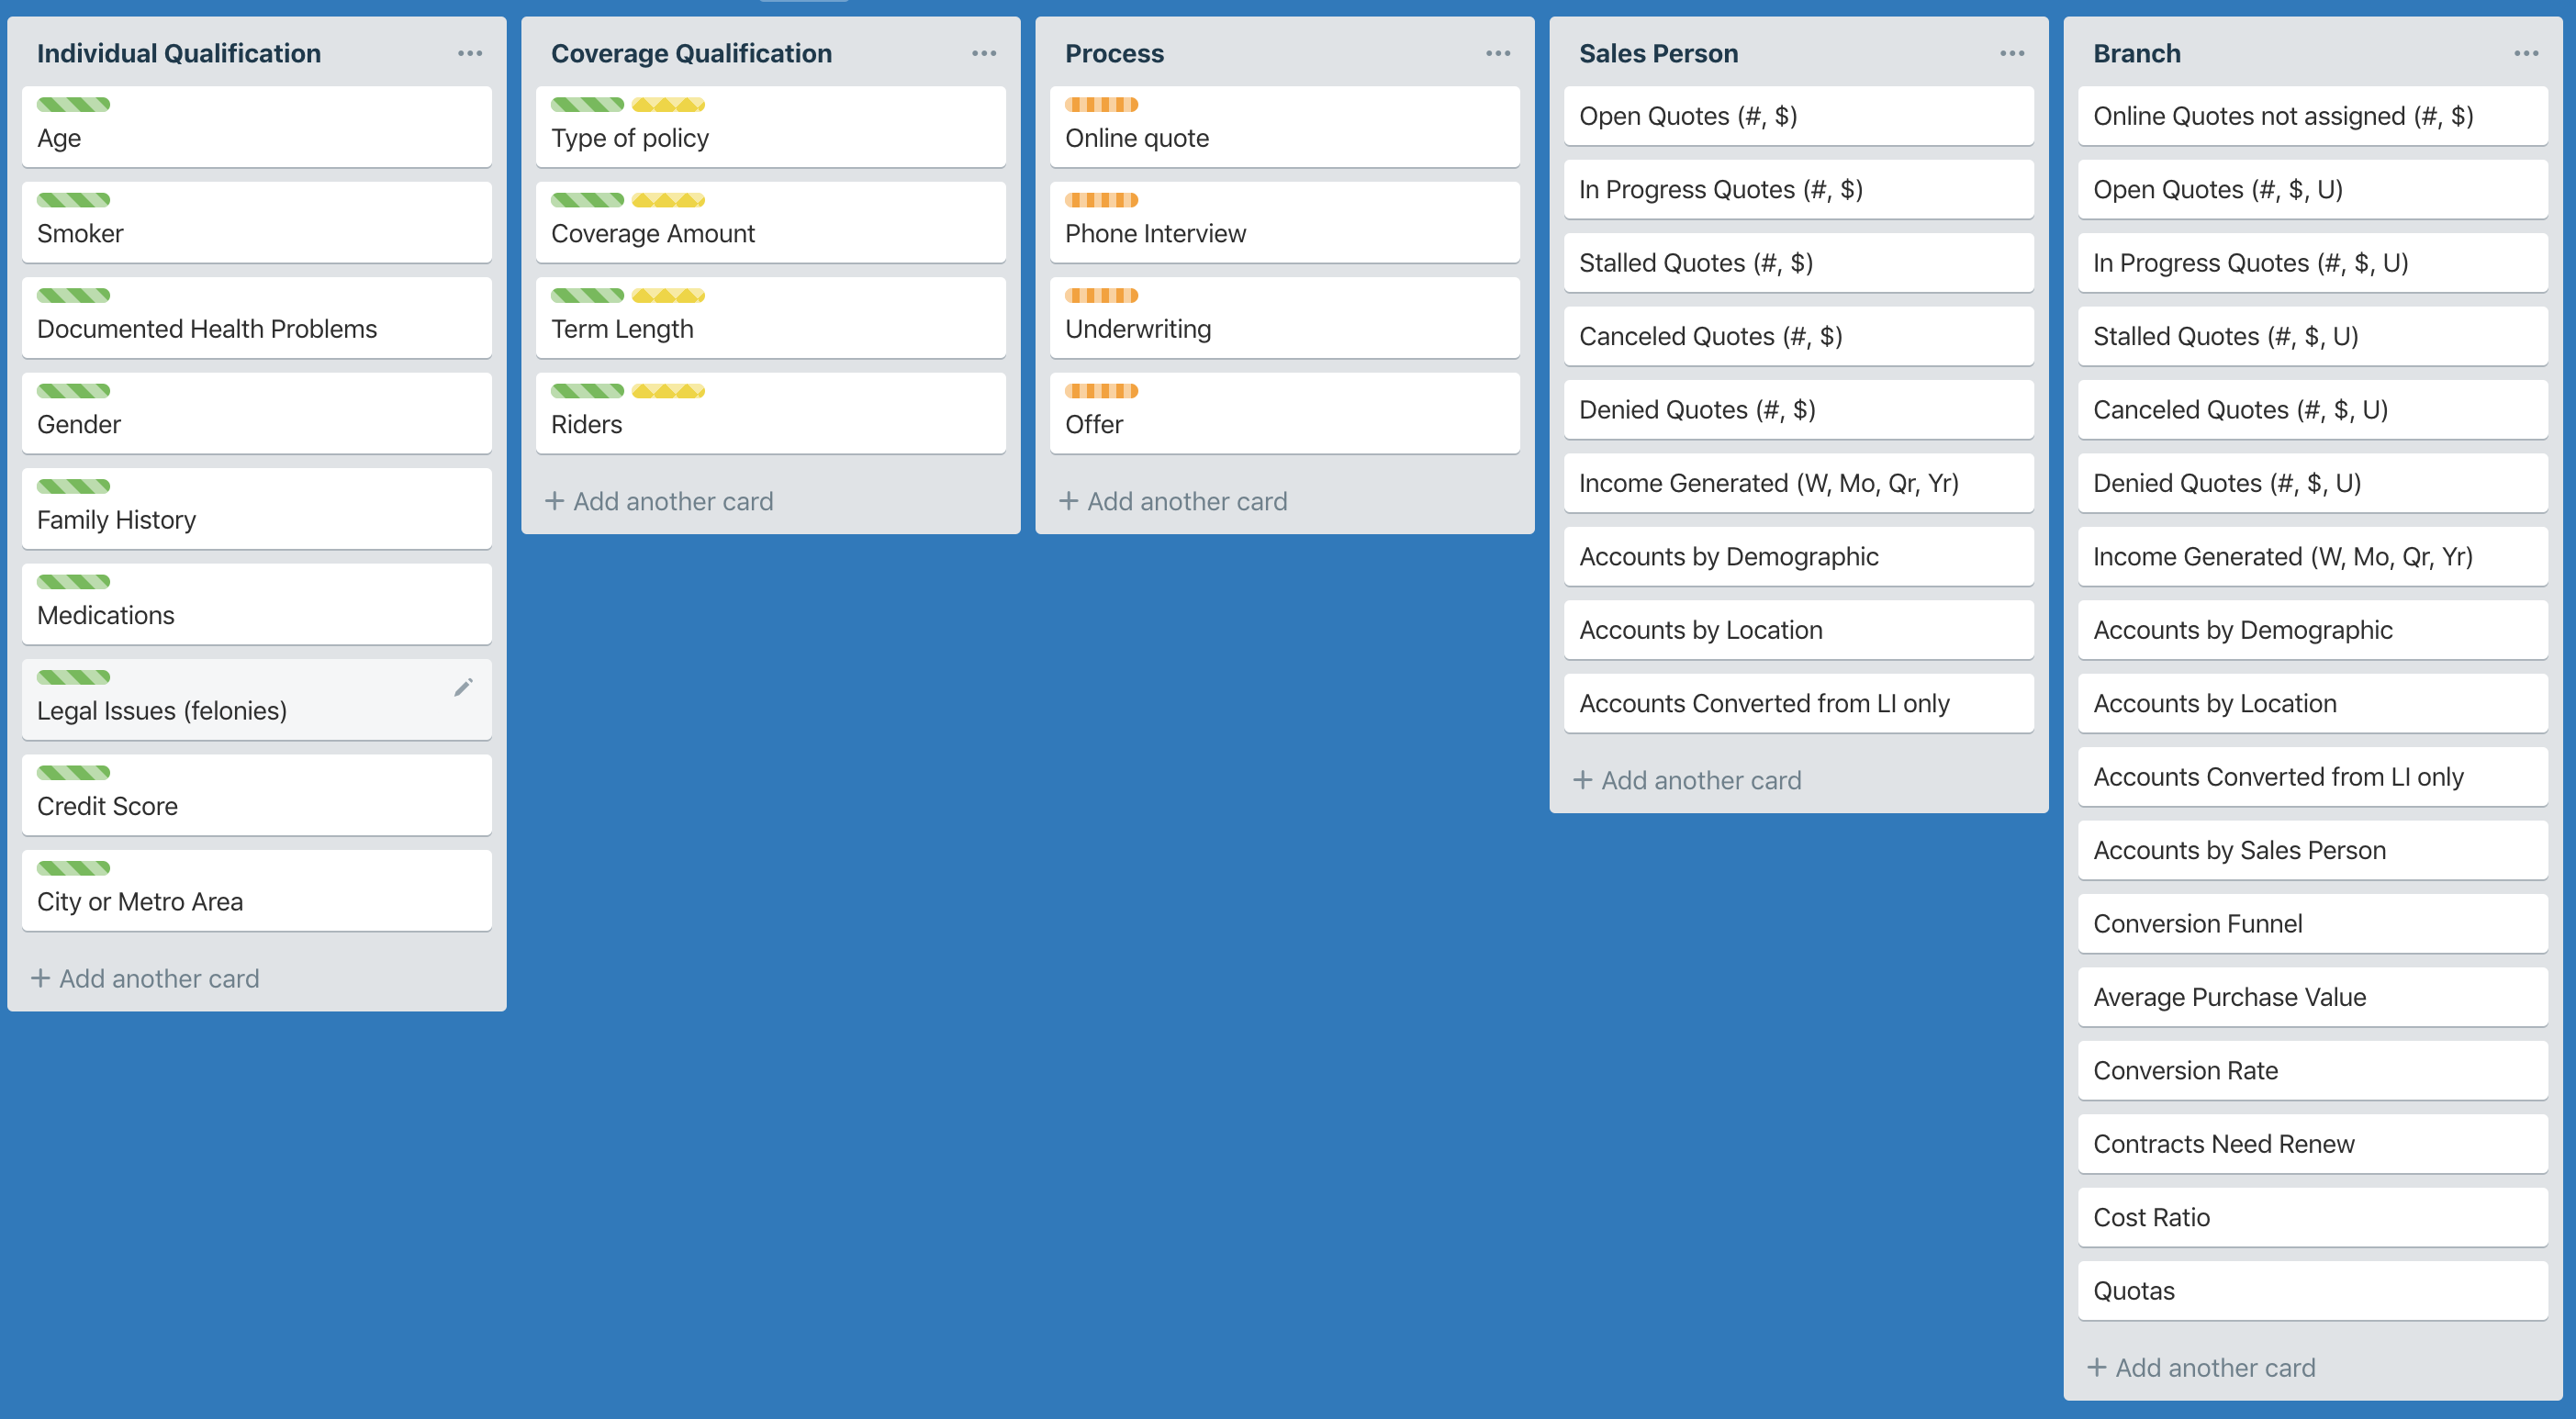 Individual Qualification
Age
Smoker
Documented Health Problems
Gender
Family History
Medications
Legal Issues (felonies)
Credit Score
City or Metro Area
+ Add another card
Coverage Qualification
Type of policy
Coverage Amount
Term Length
Riders
+ Add another card
Process
Online quote
Phone Interview
Underwriting
Offer
+ Add another card
Sales Person
Open Quotes (#, $)
In Progress Quotes (#, $)
Stalled Quotes (#, $)
Canceled Quotes (#, $)
Denied Quotes (#, $)
Income Generated (W, Mo, Qr, Yr)
Accounts by Demographic
Accounts by Location
Accounts Converted from LI only
+ Add another card
Branch
Online Quotes not assigned (#, $)
Open Quotes (#, $, U)
In Progress Quotes (#, $, U)
Stalled Quotes (#, $, U)
Canceled Quotes (#, $, U)
Denied Quotes (#, $, U)
Income Generated (W, Mo, Qr, Yr)
Accounts by Demographic
Accounts by Location
Accounts Converted from LI only
Accounts by Sales Person
Conversion Funnel
Average Purchase Value
Conversion Rate
Contracts Need Renew
Cost Ratio
Quotas
+ Add another card